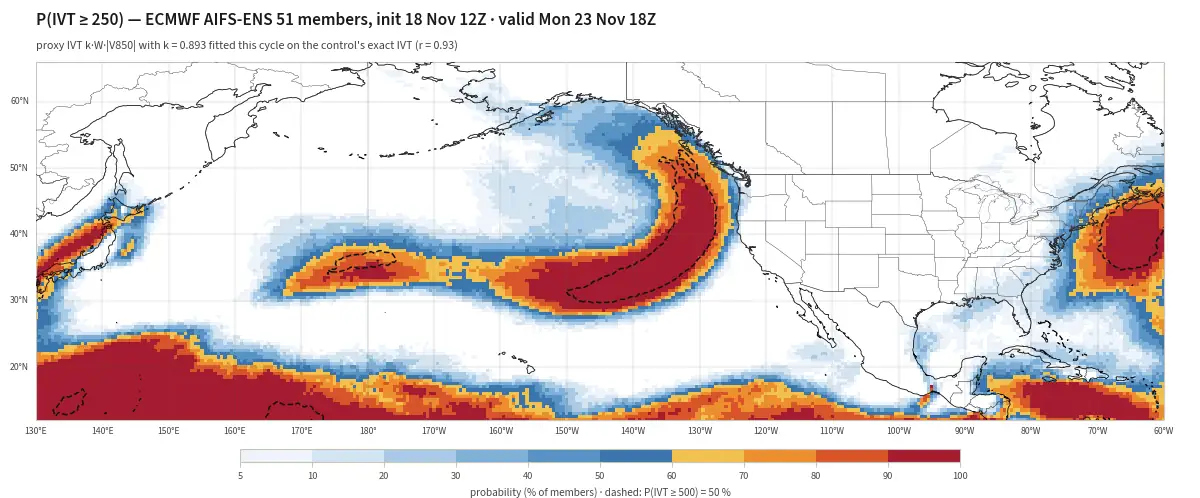 P(IVT ≥ 250) — ECMWF AIFS-ENS 51 members, init 18 Nov 12Z · valid Mon 23 Nov 18Z
proxy IVT k·W·|V850| with k = 0.893 fitted this cycle on the control's exact IVT (r = 0.93)
60°N
50°N
40°N
30°N
20°N
130°E 140°E 150°E 160°E 170°E 180° 170°W 160°W 150°W 140°W 130°W 120°W 110°W 100°W 90°W 80°W 70°W 60°W
5 10 20 30 40 50 60 70 80 90 100
probability (% of members) · dashed: P(IVT ≥ 500) = 50 %